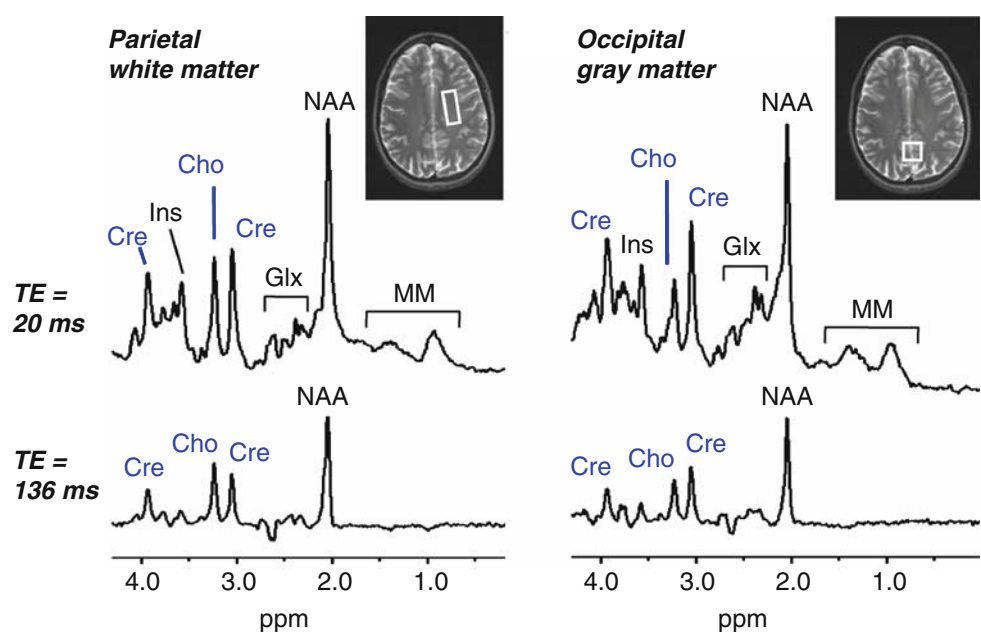 Parietal
white matter
NAA
Cho
Ins
Cre
Cre
Glx
MM
TE =
20 ms
NAA
Cho
Cre
Cre
TE =
136 ms
4.0 3.0 2.0 1.0
ppm
Occipital
gray matter
NAA
Cho
Cre
Cre
Ins
Glx
MM
NAA
Cre
Cho
Cre
4.0 3.0 2.0 1.0
ppm